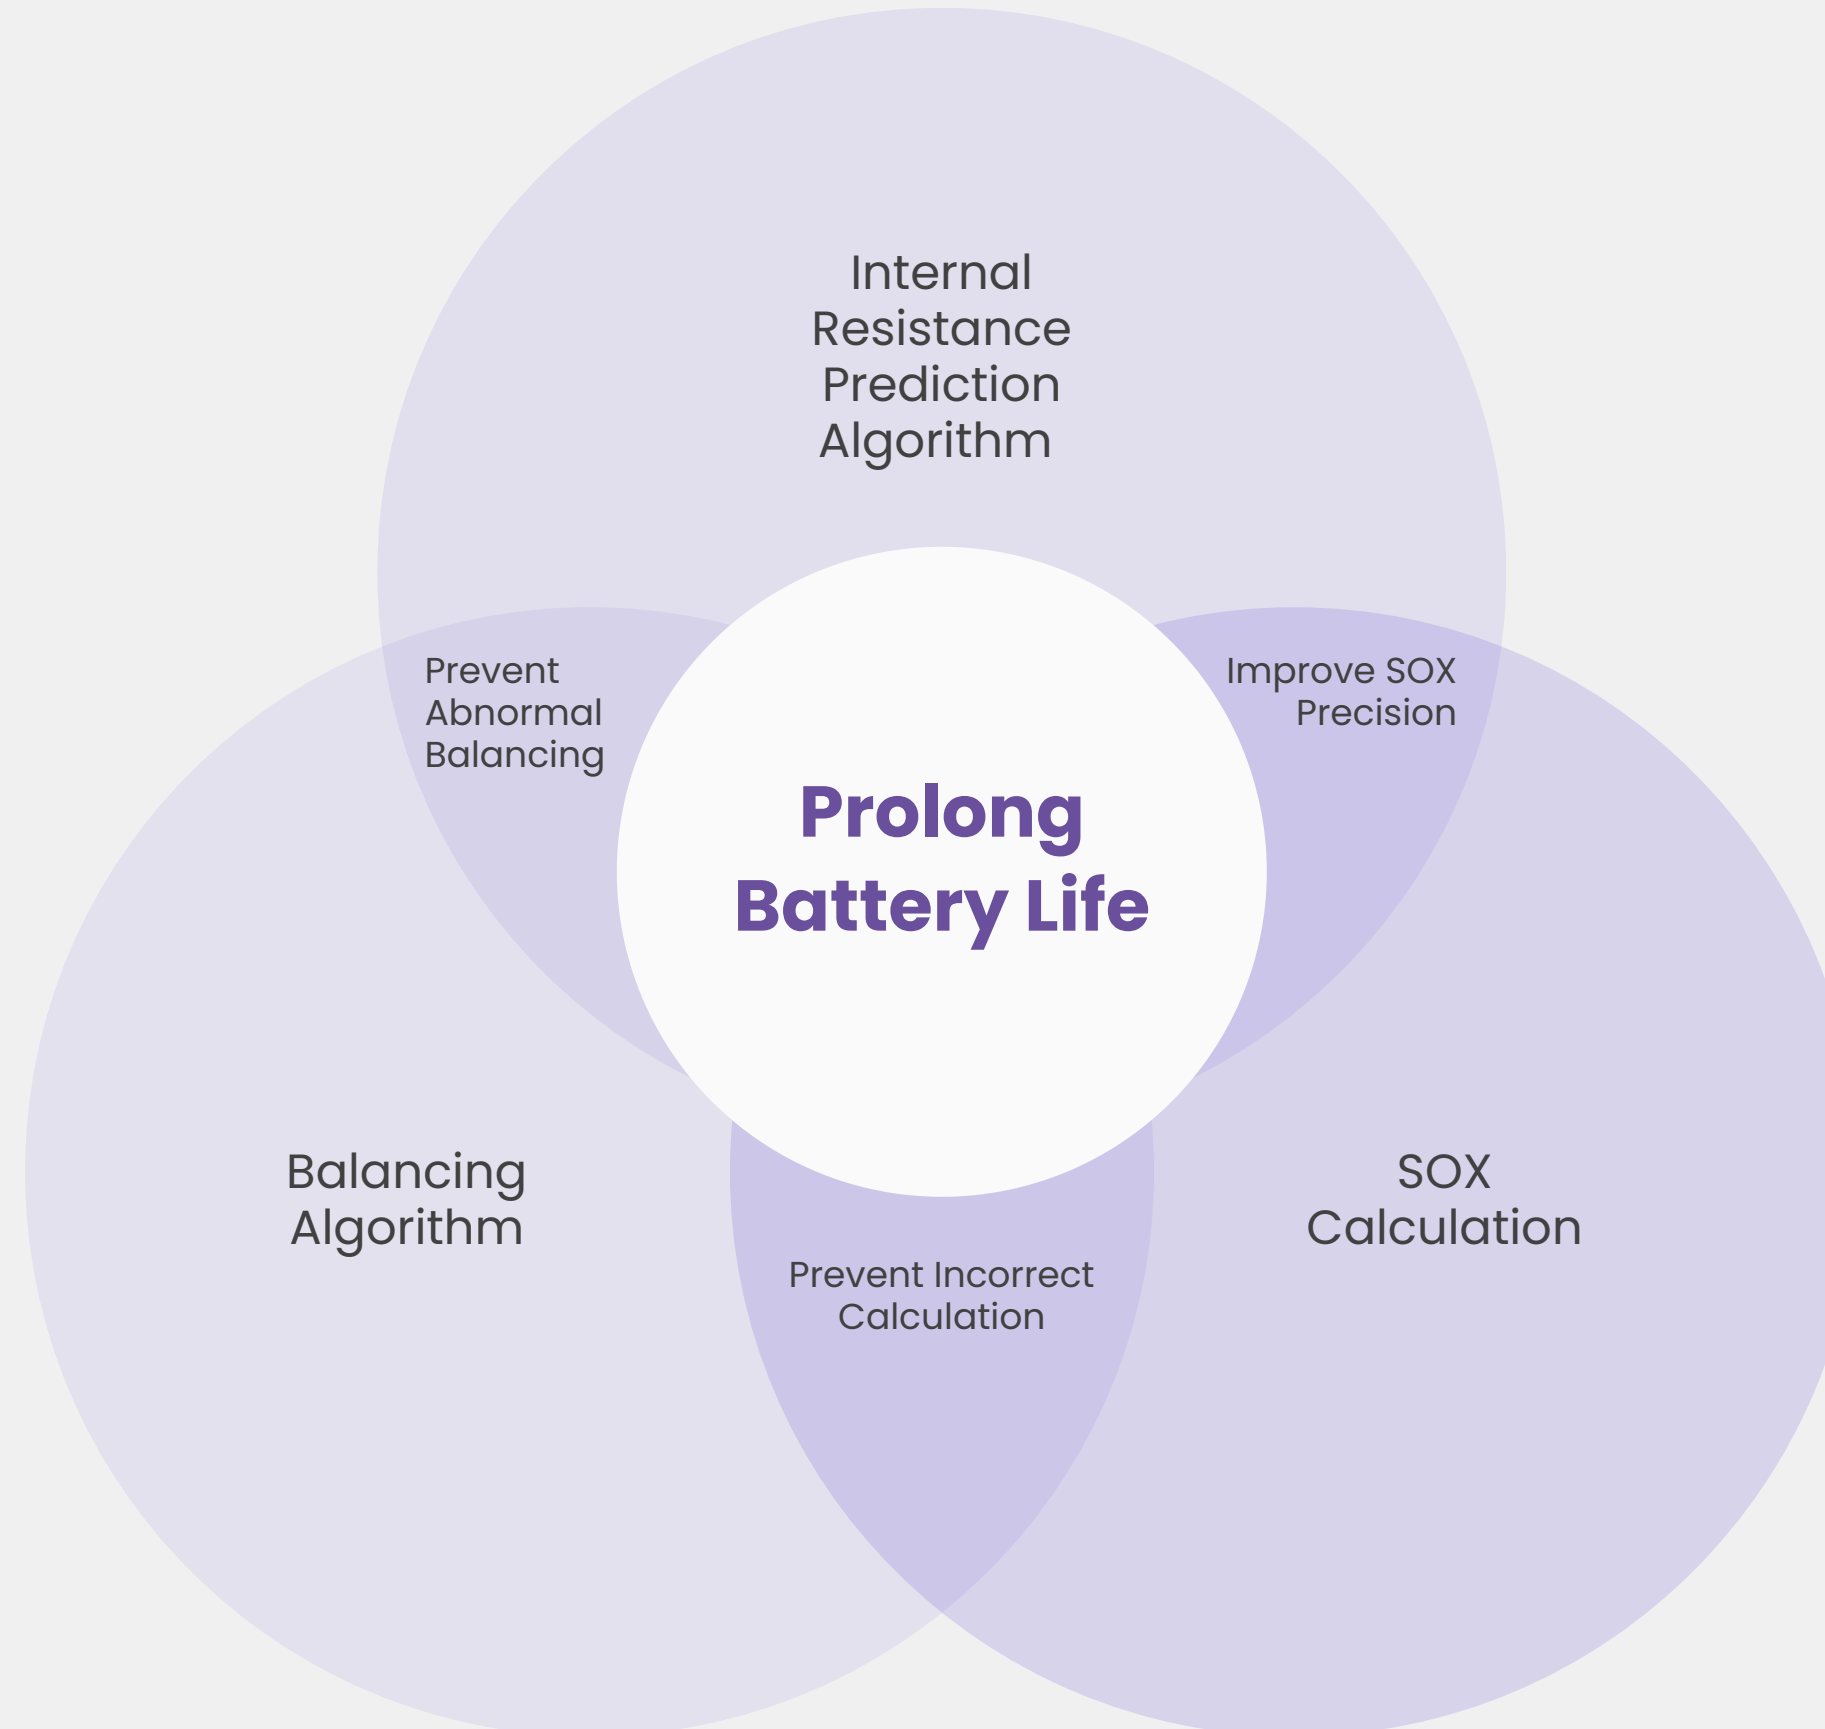 Internal
Resistance
Prediction
Algorithm
Prevent
Abnormal
Balancing
Improve SOX
Precision
Prolong
Battery Life
Balancing
Algorithm
SOX
Calculation
Prevent Incorrect
Calculation